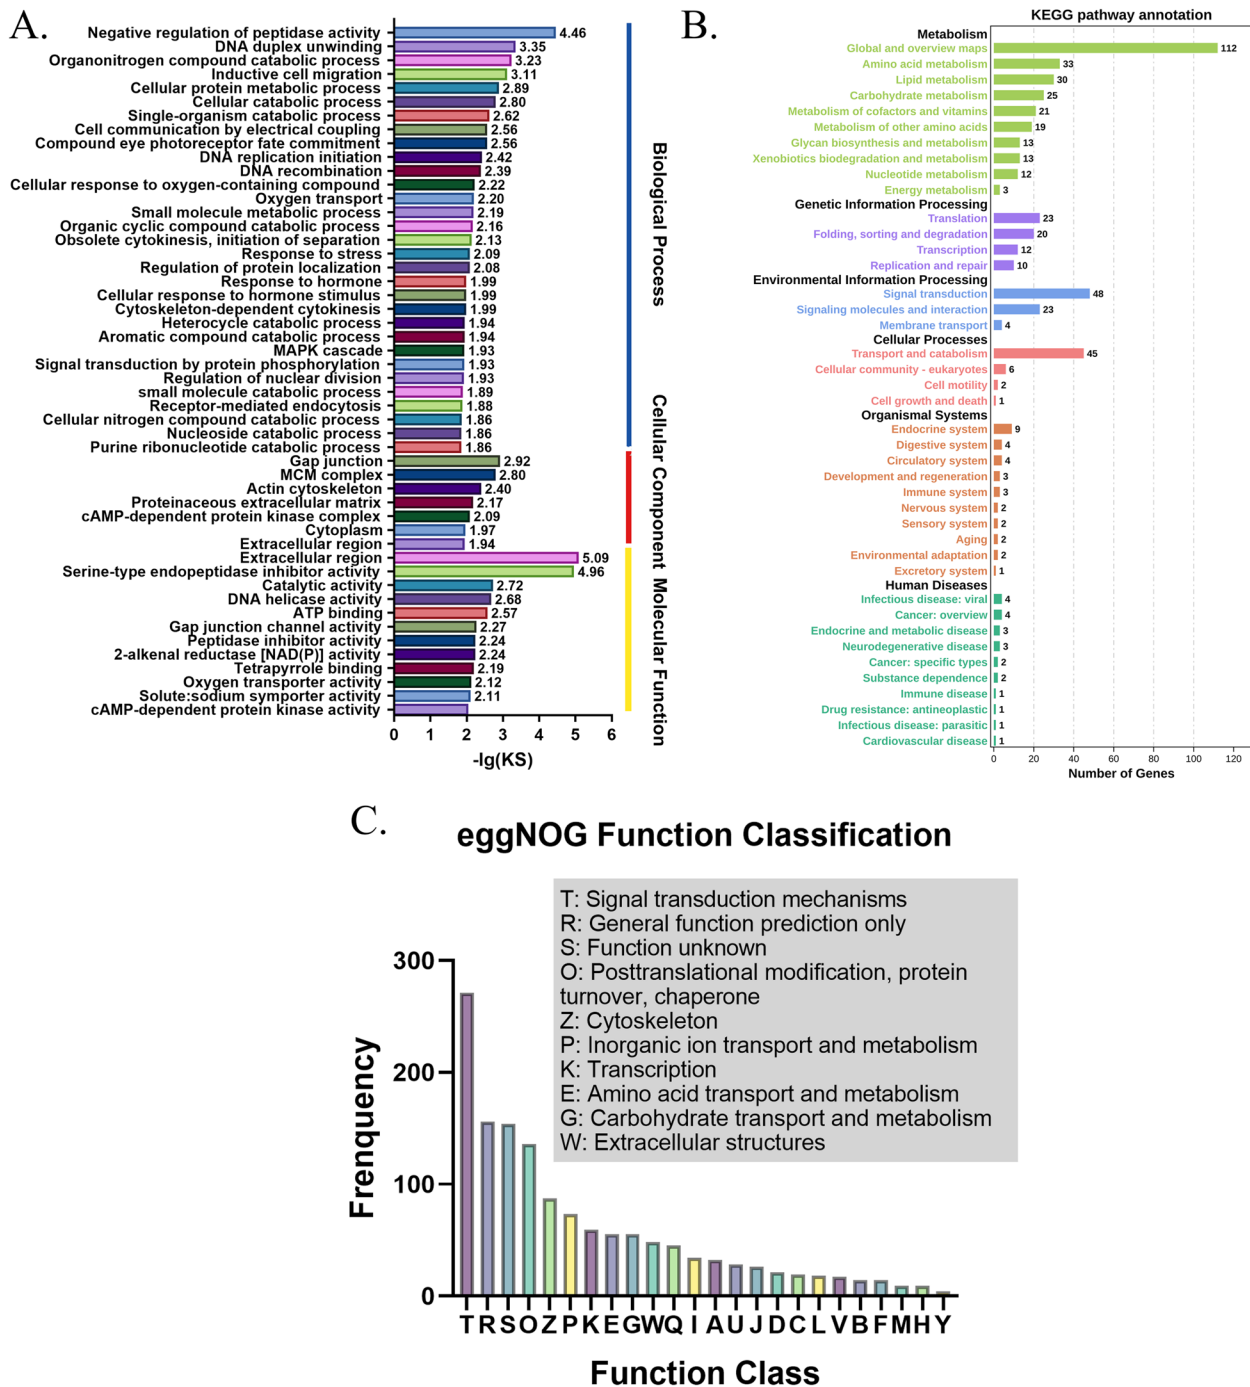 A.
Negative regulation of peptidase activity 4.46
DNA duplex unwinding 3.35
Organonitrogen compound catabolic process 3.23
Inductive cell migration 3.11
Cellular protein metabolic process 2.89
Cellular catabolic process 2.80
Single-organism catabolic process 2.62
Cell communication by electrical coupling 2.56
Compound eye photoreceptor fate commitment 2.56
DNA replication initiation 2.42
DNA recombination 2.39
Cellular response to oxygen-containing compound 2.22
Oxygen transport 2.20
Small molecule metabolic process 2.19
Organic cyclic compound catabolic process 2.16
Obsolete cytokinesis, initiation of separation 2.13
Response to stress 2.09
Regulation of protein localization 2.08
Response to hormone 1.99
Cellular response to hormone stimulus 1.99
Cytoskeleton-dependent cytokinesis 1.99
Heterocycle catabolic process 1.94
Aromatic compound catabolic process 1.94
MAPK cascade 1.93
Signal transduction by protein phosphorylation 1.93
Regulation of nuclear division 1.93
small molecule catabolic process 1.89
Receptor-mediated endocytosis 1.88
Cellular nitrogen compound catabolic process 1.86
Nucleoside catabolic process 1.86
Purine ribonucleotide catabolic process 1.86
Gap junction 2.92
MCM complex 2.80
Actin cytoskeleton 2.40
Proteinaceous extracellular matrix 2.17
cAMP-dependent protein kinase complex 2.09
Cytoplasm 1.97
Extracellular region 1.94
Extracellular region 5.09
Serine-type endopeptidase inhibitor activity 4.96
Catalytic activity 2.72
DNA helicase activity 2.68
ATP binding 2.57
Gap junction channel activity 2.27
Peptidase inhibitor activity 2.24
2-alkenal reductase [NAD(P)] activity 2.24
Tetrapyrrole binding 2.19
Oxygen transporter activity 2.12
Solute:sodium symporter activity 2.11
cAMP-dependent protein kinase activity
0 1 2 3 4 5 6
-lg(KS)
Biological Process
Cellular Component
Molecular Function
B.
KEGG pathway annotation
Metabolism
Global and overview maps 112
Amino acid metabolism 33
Lipid metabolism 30
Carbohydrate metabolism 25
Metabolism of cofactors and vitamins 21
Metabolism of other amino acids 19
Glycan biosynthesis and metabolism 13
Xenobiotics biodegradation and metabolism 13
Nucleotide metabolism 12
Energy metabolism 3
Genetic Information Processing
Translation 23
Folding, sorting and degradation 20
Transcription 12
Replication and repair 10
Environmental Information Processing
Signal transduction 48
Signaling molecules and interaction 23
Membrane transport 4
Cellular Processes
Transport and catabolism 45
Cellular community - eukaryotes 6
Cell motility 2
Cell growth and death 1
Organismal Systems
Endocrine system 9
Digestive system 4
Circulatory system 4
Development and regeneration 3
Immune system 3
Nervous system 2
Sensory system 2
Aging 2
Environmental adaptation 2
Excretory system 1
Human Diseases
Infectious disease: viral 4
Cancer: overview 4
Endocrine and metabolic disease 3
Neurodegenerative disease 3
Cancer: specific types 2
Substance dependence 2
Immune disease 1
Drug resistance: antineoplastic 1
Infectious disease: parasitic 1
Cardiovascular disease 1
0 20 40 60 80 100 120
Number of Genes
C.
eggNOG Function Classification
T: Signal transduction mechanisms
R: General function prediction only
S: Function unknown
O: Posttranslational modification, protein
turnover, chaperone
Z: Cytoskeleton
P: Inorganic ion transport and metabolism
K: Transcription
E: Amino acid transport and metabolism
G: Carbohydrate transport and metabolism
W: Extracellular structures
300
200
100
0
Frenquency
T R S O Z P K E G W Q I A U J D C L V B F M H Y
Function Class